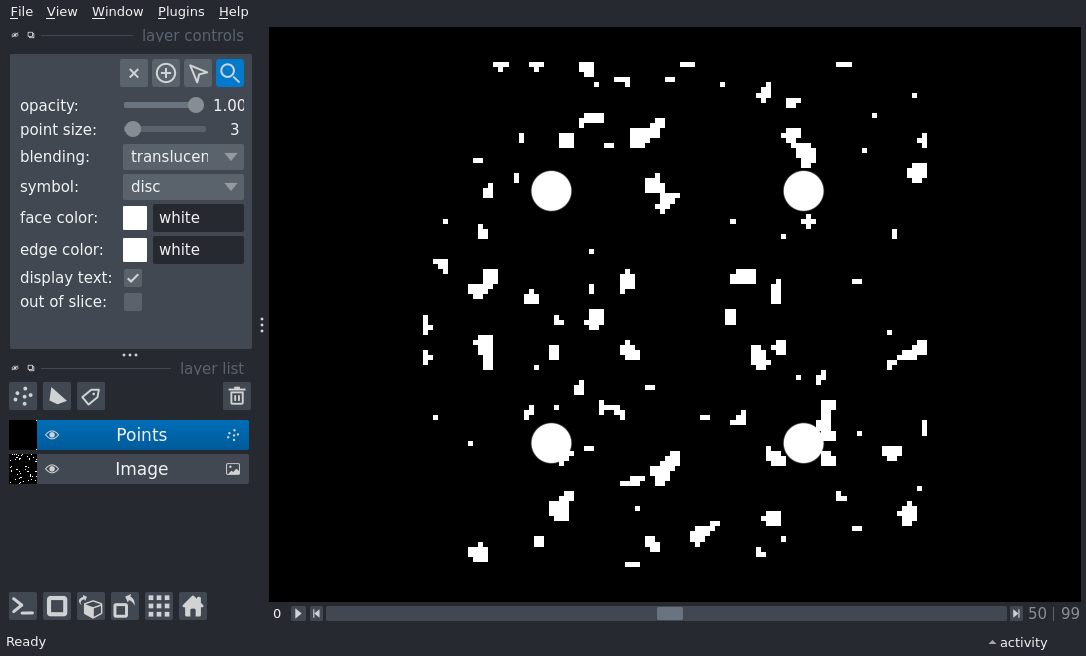 File View Window Plugins Help
layer controls
opacity: 1.00
point size: 3
blending: translucen
symbol: disc
face color: white
edge color: white
display text:
out of slice:
layer list
Points
Image
0 50 | 99
Ready activity